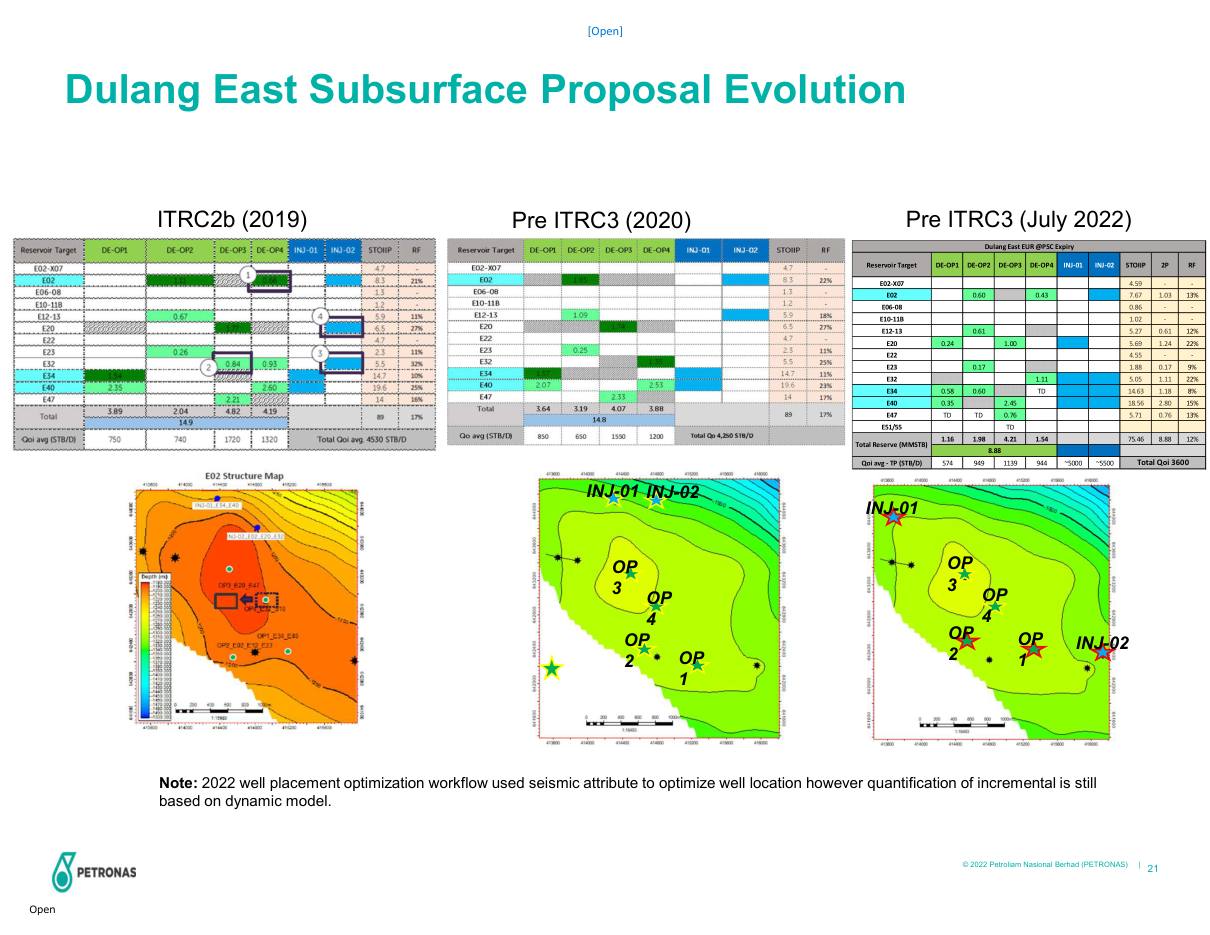 [Open]
Dulang East Subsurface Proposal Evolution
ITRC2b (2019)
Reservoir Target DE-OP1 DE-OP2 DE-OP3 DE-OP4 INJ-01 INJ-02 STOIIP RF
E02-X07 4.7 -
E02 8.3 21%
E06-08 1.3 -
E10-11B 1.2 -
E12-13 0.67 5.9 11%
E20 6.5 27%
E22 4.7 -
E23 0.26 2.3 11%
E32 0.84 0.93 5.5 32%
E34 14.7 10%
E40 2.35 2.60 19.6 25%
E47 2.21 14 16%
Total 3.89 2.04 4.82 4.19 89 17%
14.9
Qoi avg (STB/D) 750 740 1720 1320 Total Qoi avg. 4530 STB/D
1
4
3
2
Pre ITRC3 (2020)
Reservoir Target DE-OP1 DE-OP2 DE-OP3 DE-OP4 INJ-01 INJ-02 STOIIP RF
E02-X07 4.7 -
E02 8.3 22%
E06-08 1.3 -
E10-11B 1.2 -
E12-13 1.09 5.9 18%
E20 6.5 27%
E22 4.7 -
E23 0.25 2.3 11%
E32 5.5 25%
E34 14.7 11%
E40 2.07 2.53 19.6 23%
E47 2.33 14 17%
Total 3.64 3.19 4.07 3.88 89 17%
14.8
Qo avg (STB/D) 850 650 1550 1200 Total Qo 4,250 STB/D
Pre ITRC3 (July 2022)
Dulang East EUR @PSC Expiry
Reservoir Target DE-OP1 DE-OP2 DE-OP3 DE-OP4 INJ-01 INJ-02 STOIIP 2P RF
E02-X07 4.59 - -
E02 0.60 0.43 7.67 1.03 13%
E06-08 0.86 - -
E10-11B 1.02 - -
E12-13 0.61 5.27 0.61 12%
E20 0.24 1.00 5.69 1.24 22%
E22 4.55 - -
E23 0.17 1.88 0.17 9%
E32 1.11 5.05 1.11 22%
E34 0.58 0.60 TD 14.63 1.18 8%
E40 0.35 2.45 18.56 2.80 15%
E47 TD TD 0.76 5.71 0.76 13%
E51/55 TD
Total Reserve (MMSTB) 1.16 1.98 4.21 1.54 75.46 8.88 12%
8.88
Qoi avg - TP (STB/D) 574 949 1139 944 ~5000 ~5500 Total Qoi 3600
E02 Structure Map
INJ-01_E34_E40
INJ-02_E02_E20_E32
OP3_E20_E47
OP1_E34_E40
OP2_E02_E12_E23
Depth [m]
INJ-01 INJ-02
OP
3
OP
4
OP
2
OP
1
INJ-01
OP
3
OP
4
OP
2
OP
1
INJ-02
Note: 2022 well placement optimization workflow used seismic attribute to optimize well location however quantification of incremental is still
based on dynamic model.
PETRONAS
© 2022 Petroliam Nasional Berhad (PETRONAS) | 21
Open